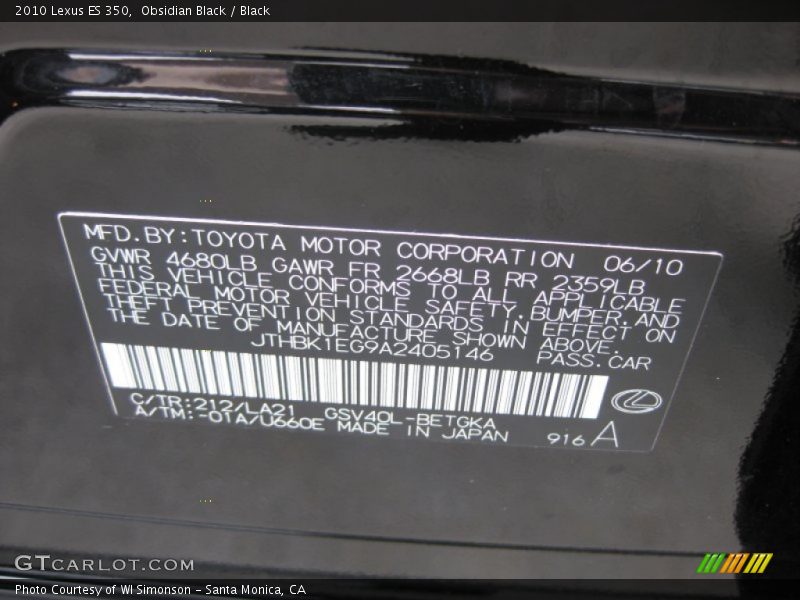 2010 Lexus ES 350,  Obsidian Black / Black
MFD.BY:TOYOTA MOTOR CORPORATION 06/10
GVWR 4680LB GAWR FR 2668LB RR 2359LB
THIS VEHICLE CONFORMS TO ALL APPLICABLE
FEDERAL MOTOR VEHICLE SAFETY,BUMPER,AND
THEFT PREVENTION STANDARDS IN EFFECT ON
THE DATE OF MANUFACTURE SHOWN ABOVE.
JTHBK1EG9A2405146 PASS.CAR
C/TR:212/LA21 GSV40L-BETGKA
A/TM:-01A/U660E MADE IN JAPAN 916 A
GTCARLOT.COM
Photo Courtesy of WI Simonson – Santa Monica, CA